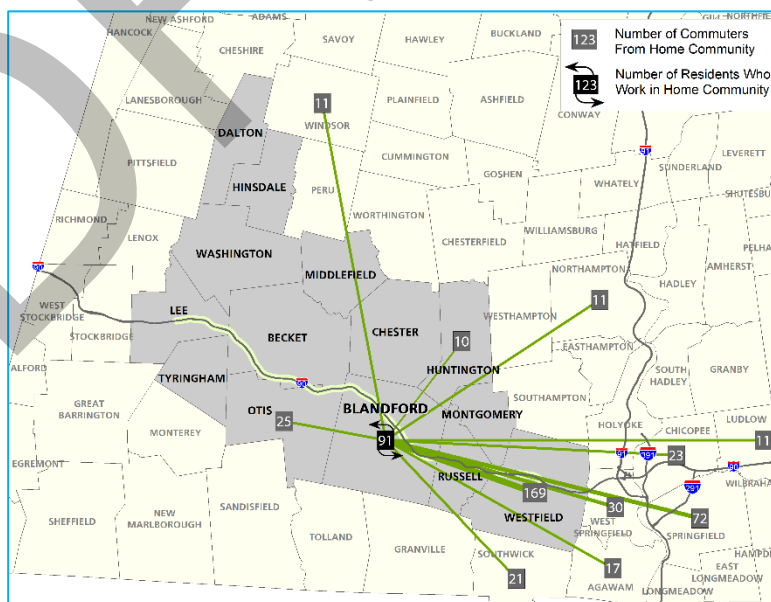 NEW ASHFORD
ADAMS
HANCOCK
SAVOY
HAWLEY
BUCKLAND
CHESHIRE
123
Number of Commuters
From Home Community
123
Number of Residents Who
Work in Home Community
LANESBOROUGH
11
WINDSOR
PLAINFIELD
ASHFIELD
CONWAY
DALTON
PITTSFIELD
CUMMINGTON
91
SUNDERLAND
LEVERETT
HINSDALE
PERU
GOSHEN
WHATELY
SHUTESBU
RICHMOND
WORTHINGTON
LENOX
CHESTERFIELD
WILLIAMSBURG
HATFIELD
PELHA
WASHINGTON
MIDDLEFIELD
NORTHAMPTON
AMHERST
HADLEY
90
WEST
STOCKBRIDGE
STOCKBRIDGE
LEE
BECKET
CHESTER
WESTHAMPTON
11
10
EASTHAMPTON
ALFORD
TYRINGHAM
90
HUNTINGTON
SOUTH
HADLEY
GRANBY
GREAT
BARRINGTON
OTIS
25
BLANDFORD
MONTGOMERY
SOUTHAMPTON
MONTEREY
91
HOLYOKE
CHICOPEE
LUDLOW
11
91
391
23
90
EGREMONT
RUSSELL
169
30
291
WILBRAHA
72
SHEFFIELD
NEW
MARLBOROUGH
SANDISFIELD
WESTFIELD
WEST
SPRINGFIELD
SPRINGFIELD
TOLLAND
GRANVILLE
SOUTHWICK
21
17
AGAWAM
HAMPD
EAST
LONGMEADOW
LONGMEADOW